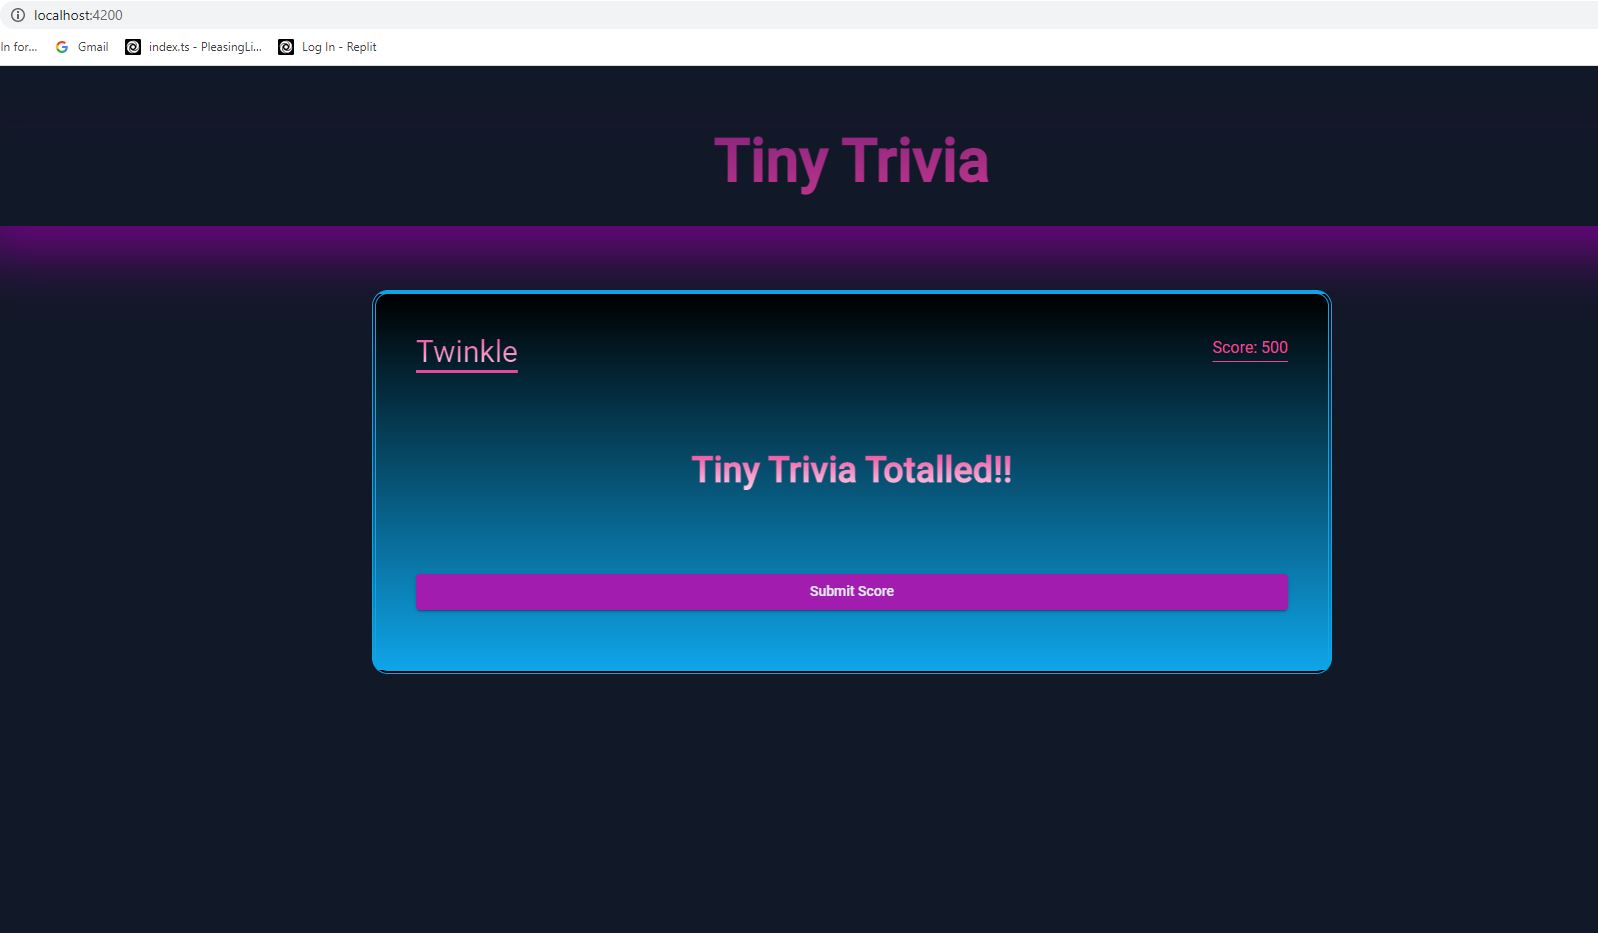 localhost:4200
In for... Gmail index.ts - PleasingLi... Log In - Replit
Tiny Trivia
Twinkle Score: 500
Tiny Trivia Totalled!!
Submit Score